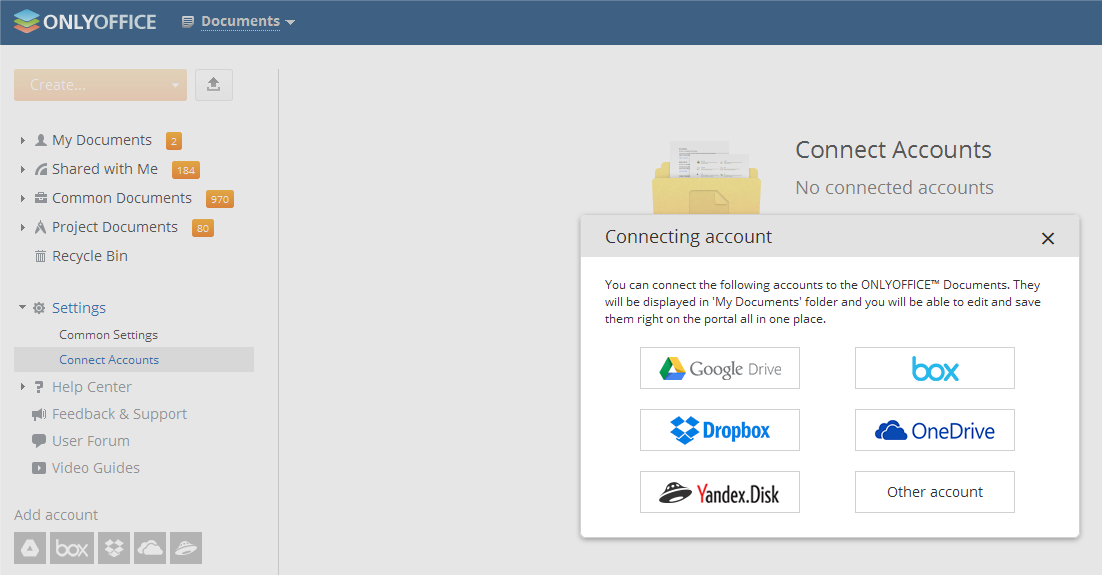 ONLYOFFICE Documents
Create...
My Documents 2
Shared with Me 184
Common Documents 970
Project Documents 80
Recycle Bin
Settings
Common Settings
Connect Accounts
Help Center
Feedback & Support
User Forum
Video Guides
Add account
box
Connect Accounts
No connected accounts
Connecting account
You can connect the following accounts to the ONLYOFFICE™ Documents. They
will be displayed in 'My Documents' folder and you will be able to edit and save
them right on the portal all in one place.
Google Drive
box
Dropbox
OneDrive
Yandex.Disk
Other account